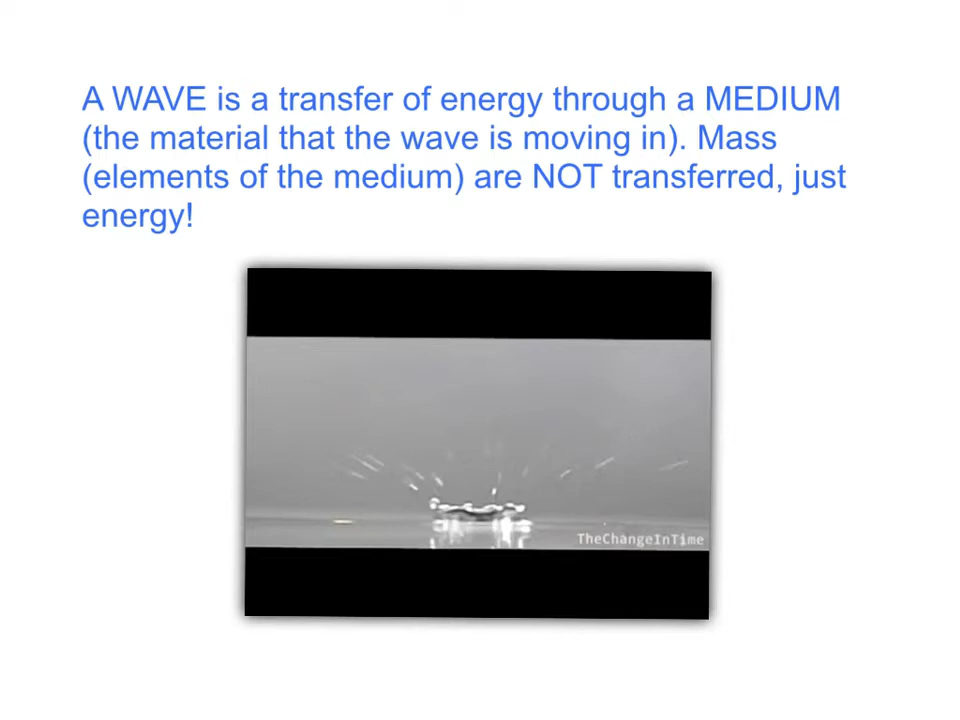 A WAVE is a transfer of energy through a MEDIUM
(the material that the wave is moving in). Mass
(elements of the medium) are NOT transferred, just
energy!
TheChangeInTime